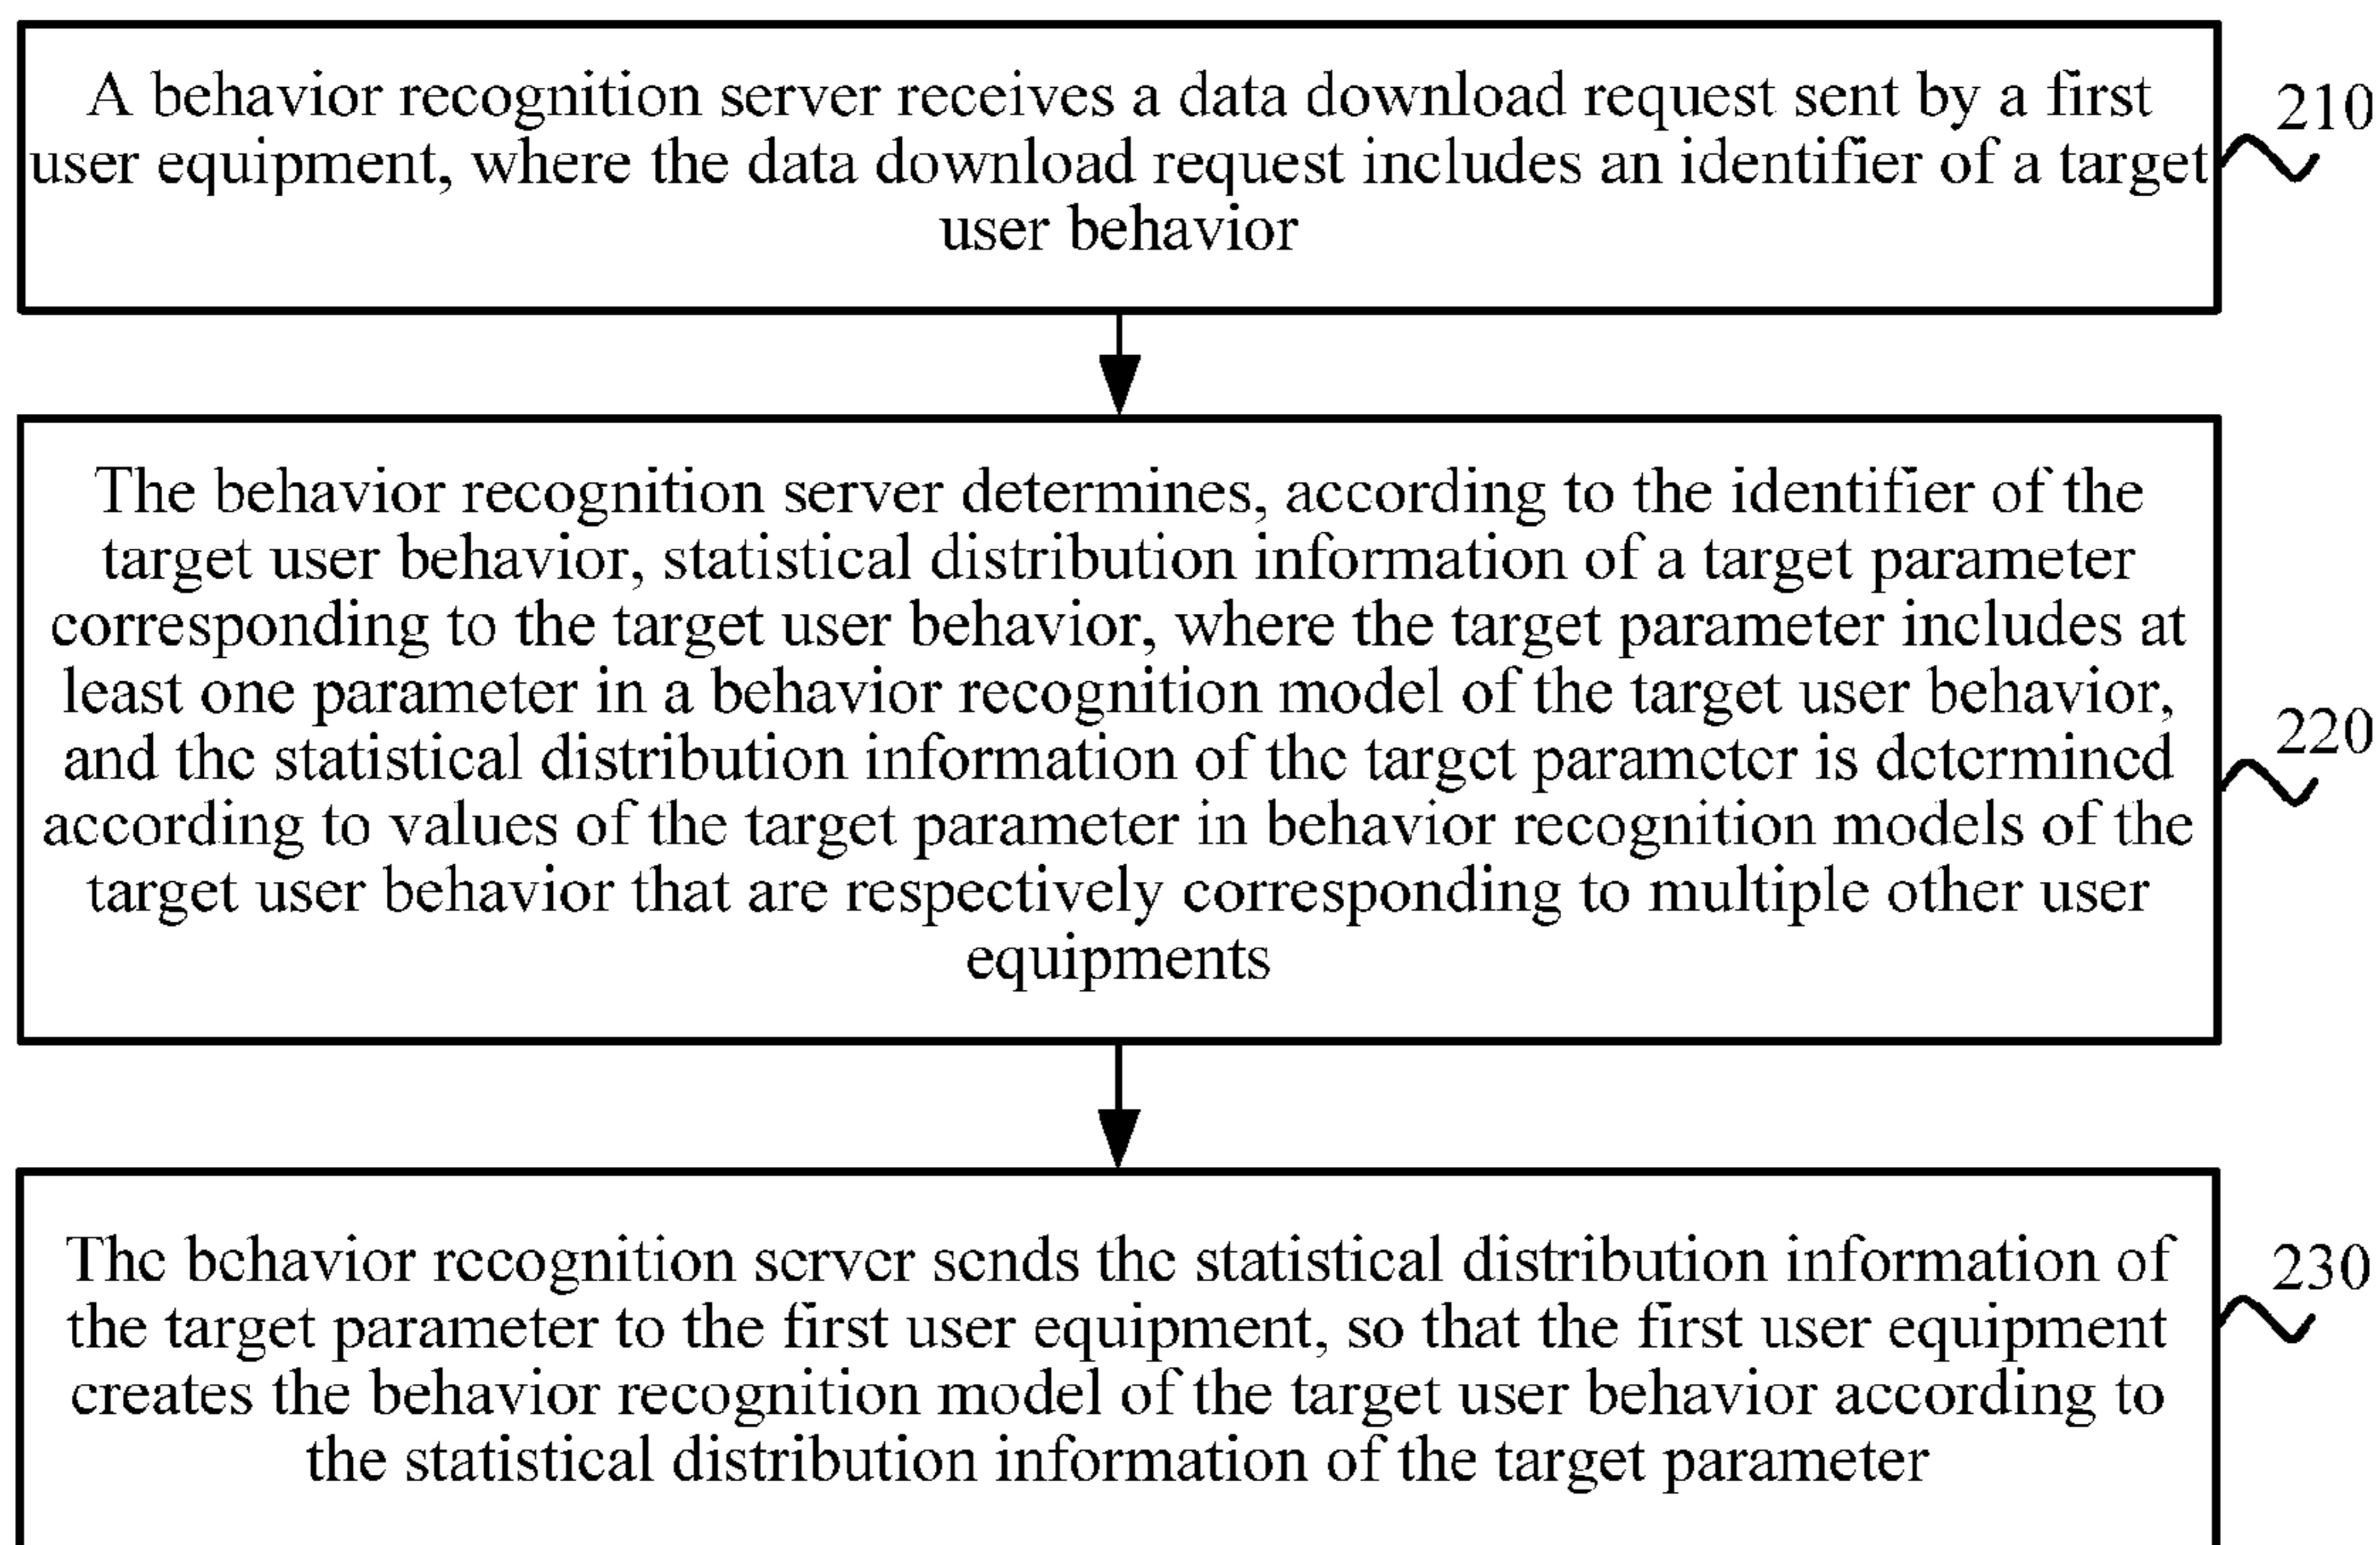 A behavior recognition server receives a data download request sent by a first
user equipment, where the data download request includes an identifier of a target
user behavior
210
The behavior recognition server determines, according to the identifier of the
target user behavior, statistical distribution information of a target parameter
corresponding to the target user behavior, where the target parameter includes at
least one parameter in a behavior recognition model of the target user behavior,
and the statistical distribution information of the target parameter is determined
according to values of the target parameter in behavior recognition models of the
target user behavior that are respectively corresponding to multiple other user
equipments
220
The behavior recognition server sends the statistical distribution information of
the target parameter to the first user equipment, so that the first user equipment
creates the behavior recognition model of the target user behavior according to
the statistical distribution information of the target parameter
230